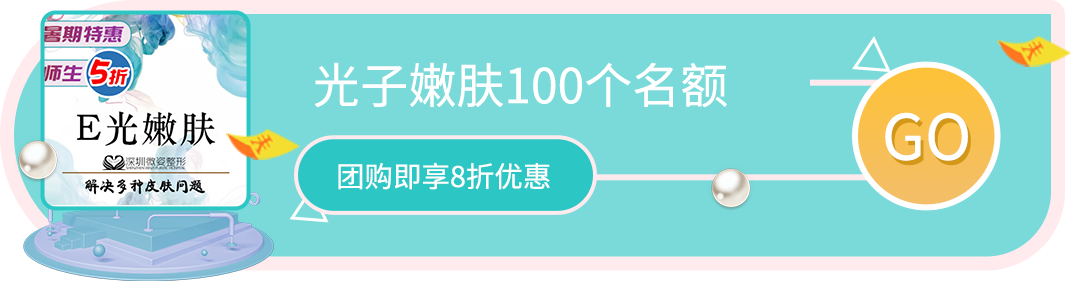 暑期特惠
师生5折
E光嫩肤
深圳微姿整形
解决多种皮肤问题
光子嫩肤100个名额
团购即享8折优惠
GO